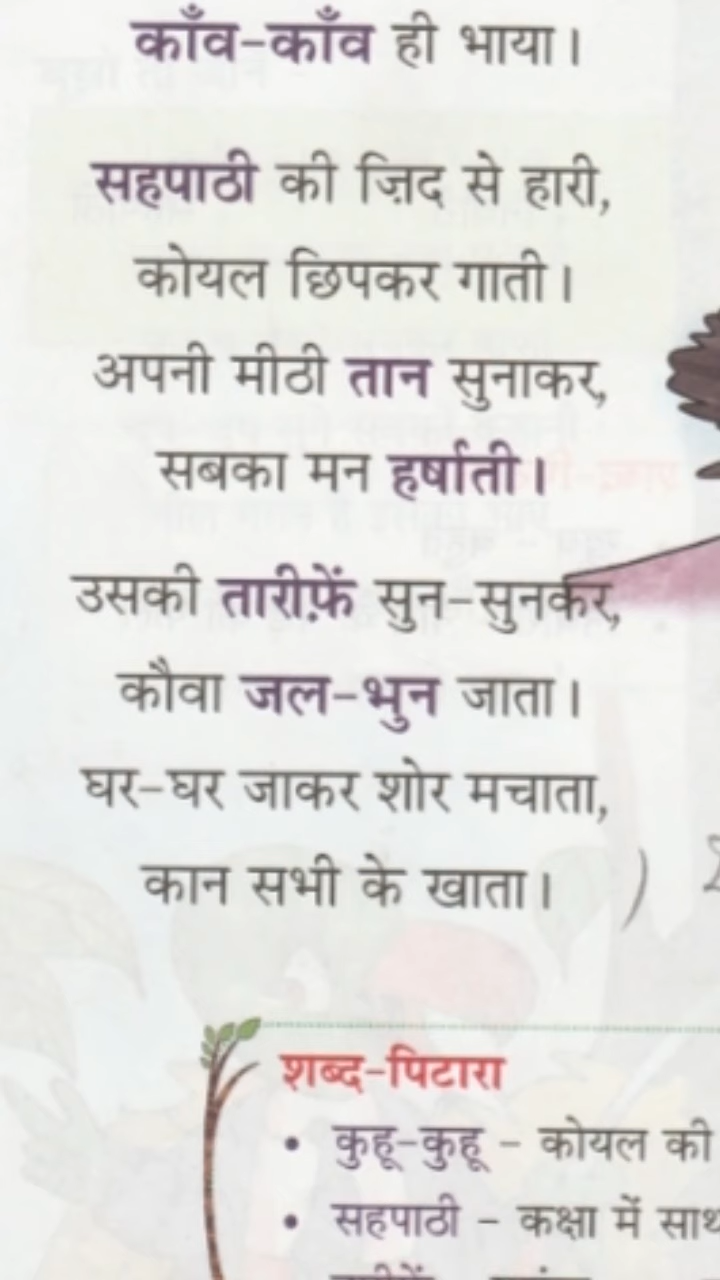 काँव-काँव ही भाया।
सहपाठी की ज़िद से हारी,
कोयल छिपकर गाती।
अपनी मीठी तान सुनाकर,
सबका मन हर्षाती।
उसकी तारीफ़ें सुन-सुनकर,
कौवा जल-भुन जाता।
घर-घर जाकर शोर मचाता,
कान सभी के खाता।
शब्द-पिटारा
• कुहू-कुहू - कोयल की
• सहपाठी - कक्षा में साथ